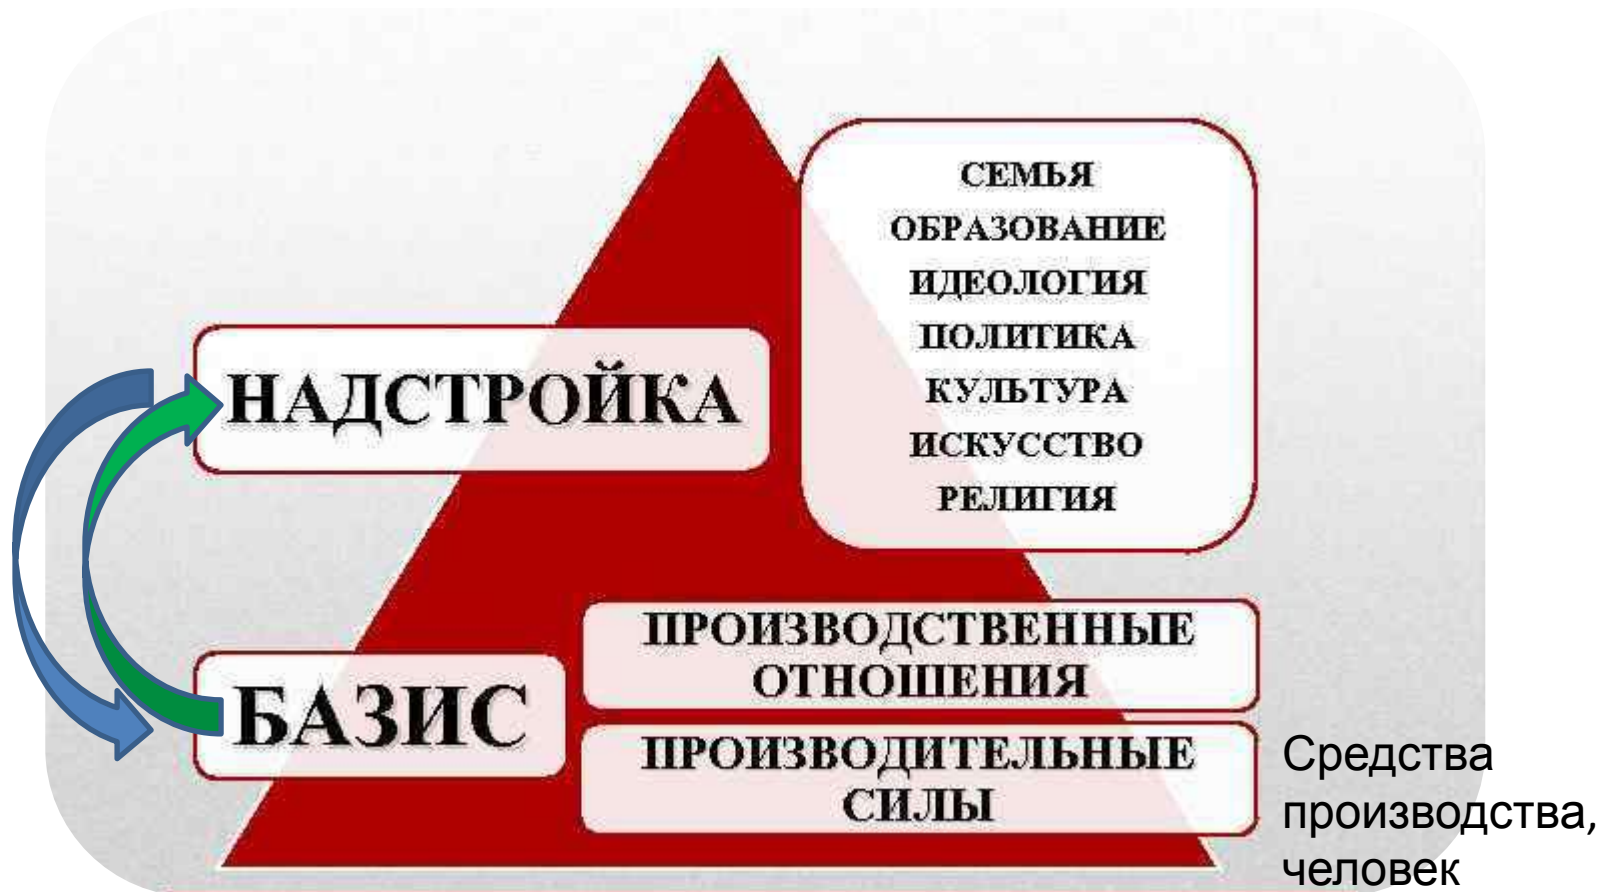 СЕМЬЯ
ОБРАЗОВАНИЕ
ИДЕОЛОГИЯ
ПОЛИТИКА
КУЛЬТУРА
ИСКУССТВО
РЕЛИГИЯ
НАДСТРОЙКА
ПРОИЗВОДСТВЕННЫЕ
ОТНОШЕНИЯ
БАЗИС
ПРОИЗВОДИТЕЛЬНЫЕ
СИЛЫ
Средства
производства,
человек